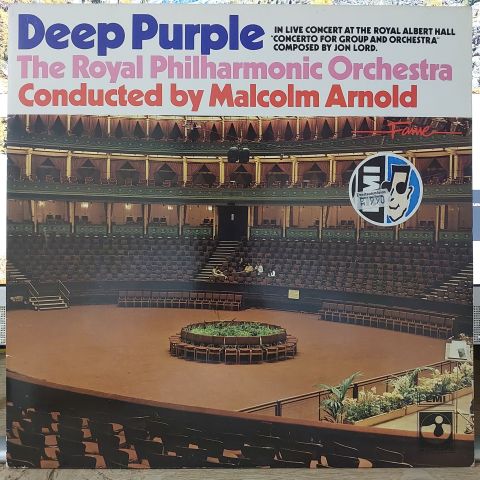 Deep Purple
IN LIVE CONCERT AT THE ROYAL ALBERT HALL
"CONCERTO FOR GROUP AND ORCHESTRA"
COMPOSED BY JON LORD.
The Royal Philharmonic Orchestra
Conducted by Malcolm Arnold
Fame
EMI
EMI